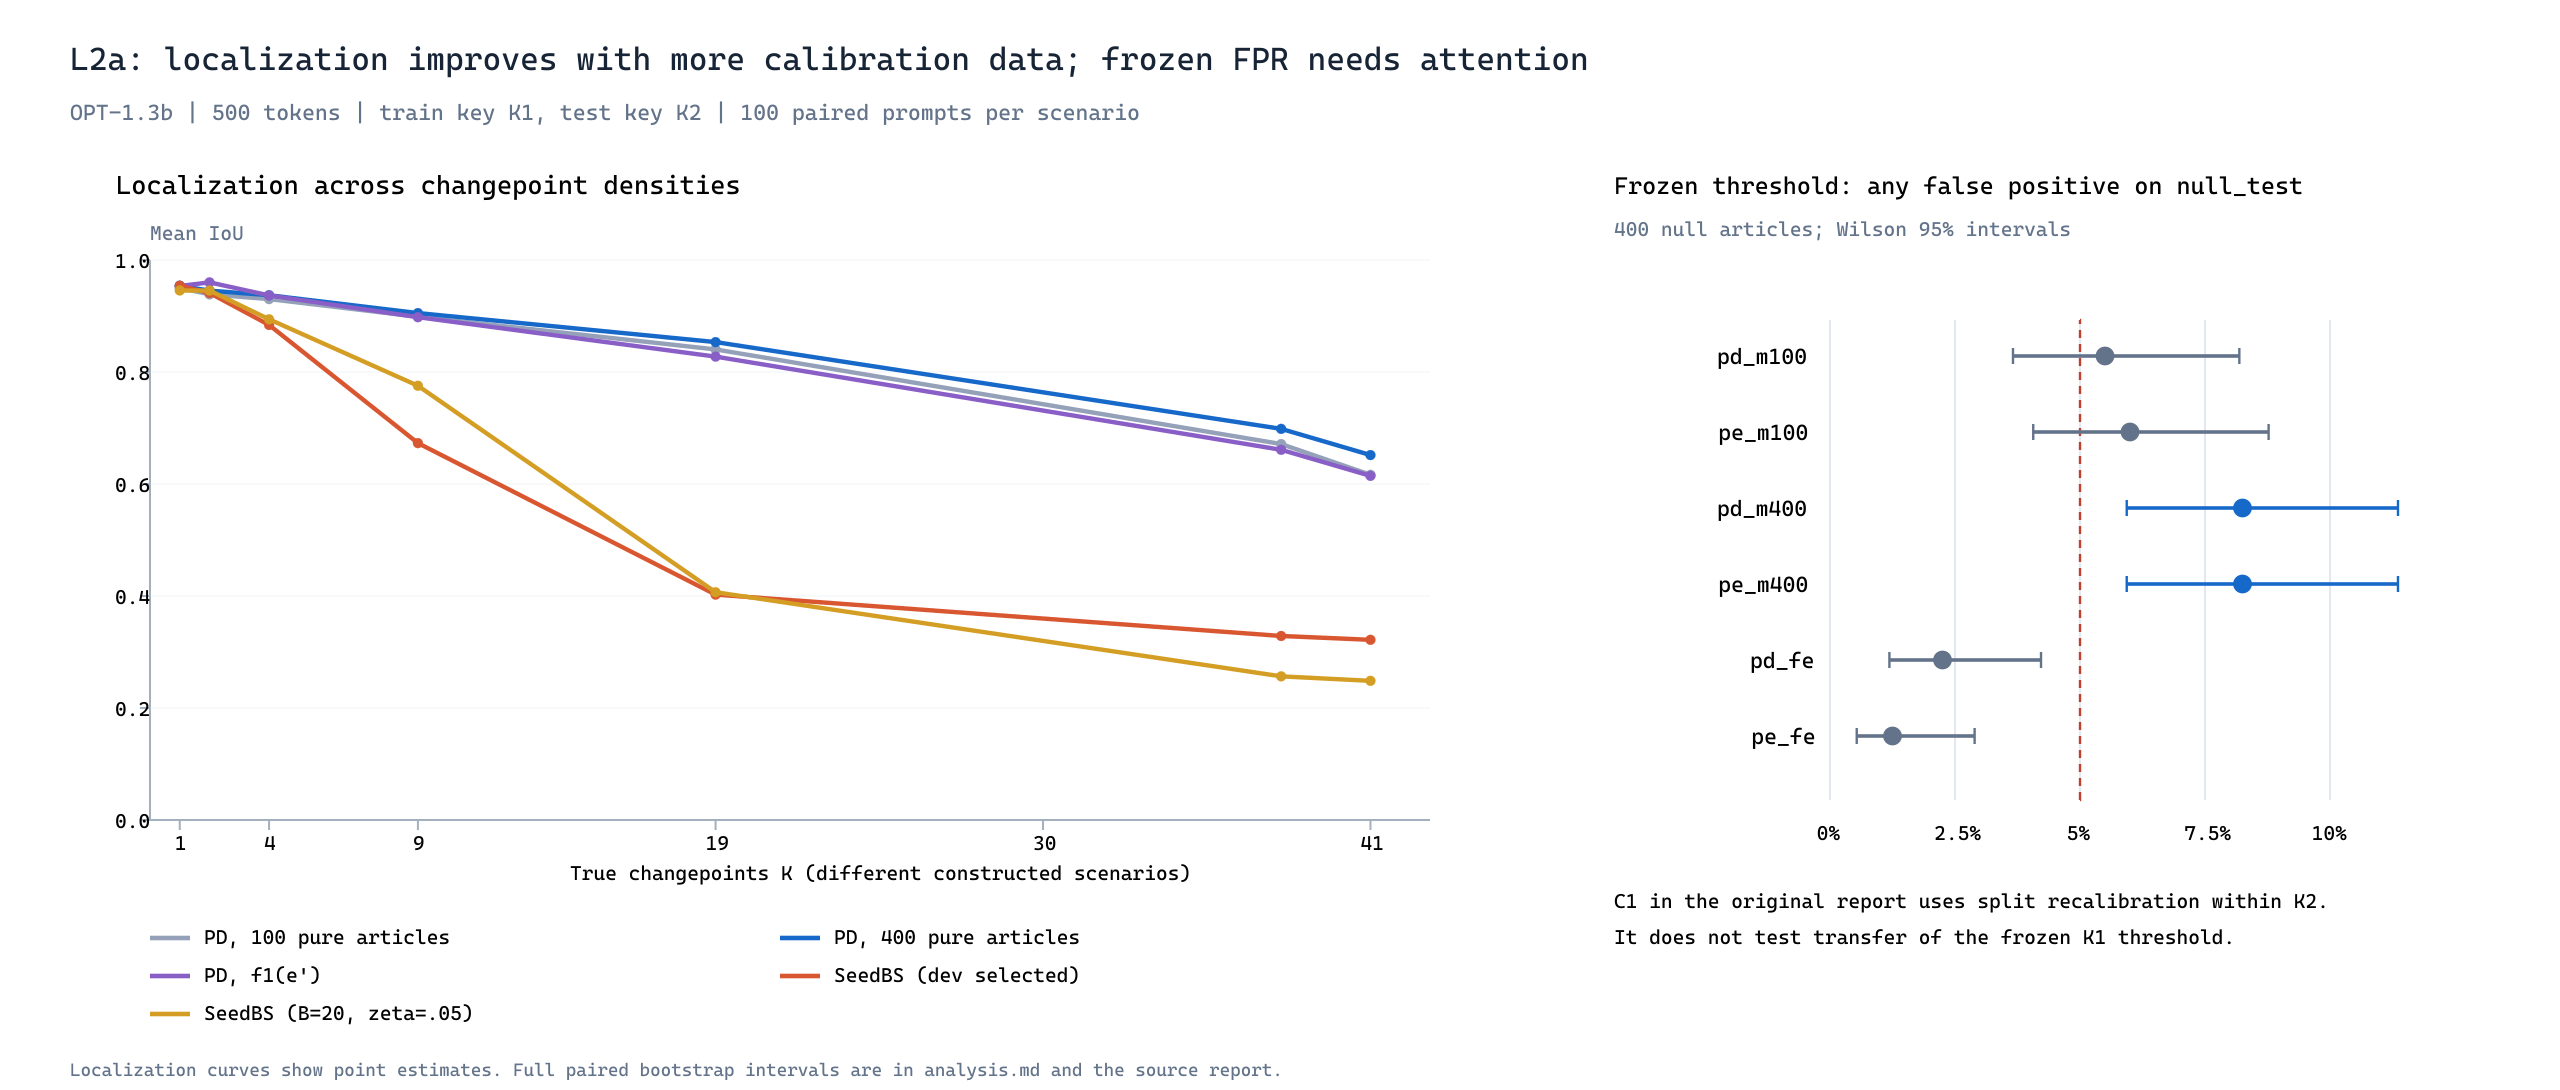 L2a: localization improves with more calibration data; frozen FPR needs attention
OPT-1.3b | 500 tokens | train key K1, test key K2 | 100 paired prompts per scenario
Localization across changepoint densities
Mean IoU
1.0
0.8
0.6
0.4
0.2
0.0
1 4 9 19 30 41
True changepoints K (different constructed scenarios)
PD, 100 pure articles
PD, 400 pure articles
PD, f1(e')
SeedBS (dev selected)
SeedBS (B=20, zeta=.05)
Frozen threshold: any false positive on null_test
400 null articles; Wilson 95% intervals
pd_m100
pe_m100
pd_m400
pe_m400
pd_fe
pe_fe
0% 2.5% 5% 7.5% 10%
C1 in the original report uses split recalibration within K2.
It does not test transfer of the frozen K1 threshold.
Localization curves show point estimates. Full paired bootstrap intervals are in analysis.md and the source report.